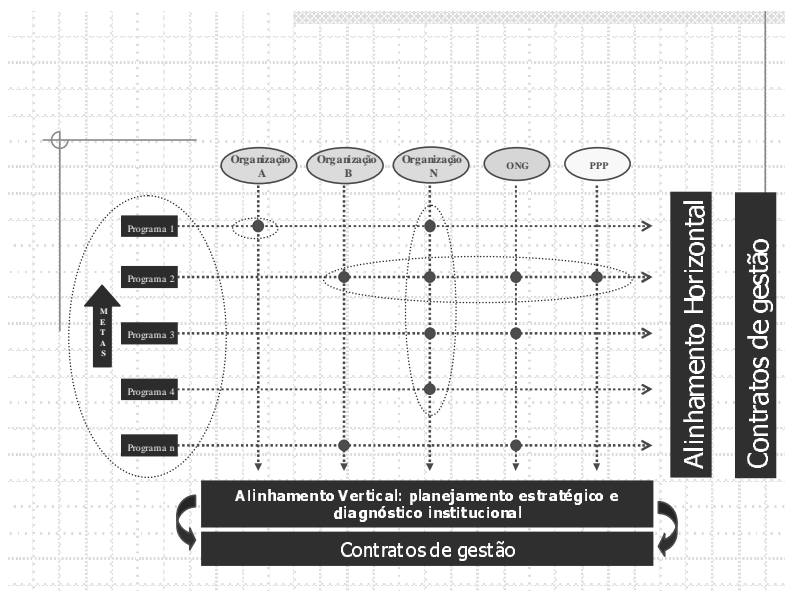 Organização
A
Organização
B
Organização
N
ONG
PPP
Programa 1
Programa 2
Programa 3
Programa 4
Programa n
METAS
Alinhamento Horizontal
Contratos de gestão
Alinhamento Vertical: planejamento estratégico e
diagnóstico institucional
Contratos de gestão